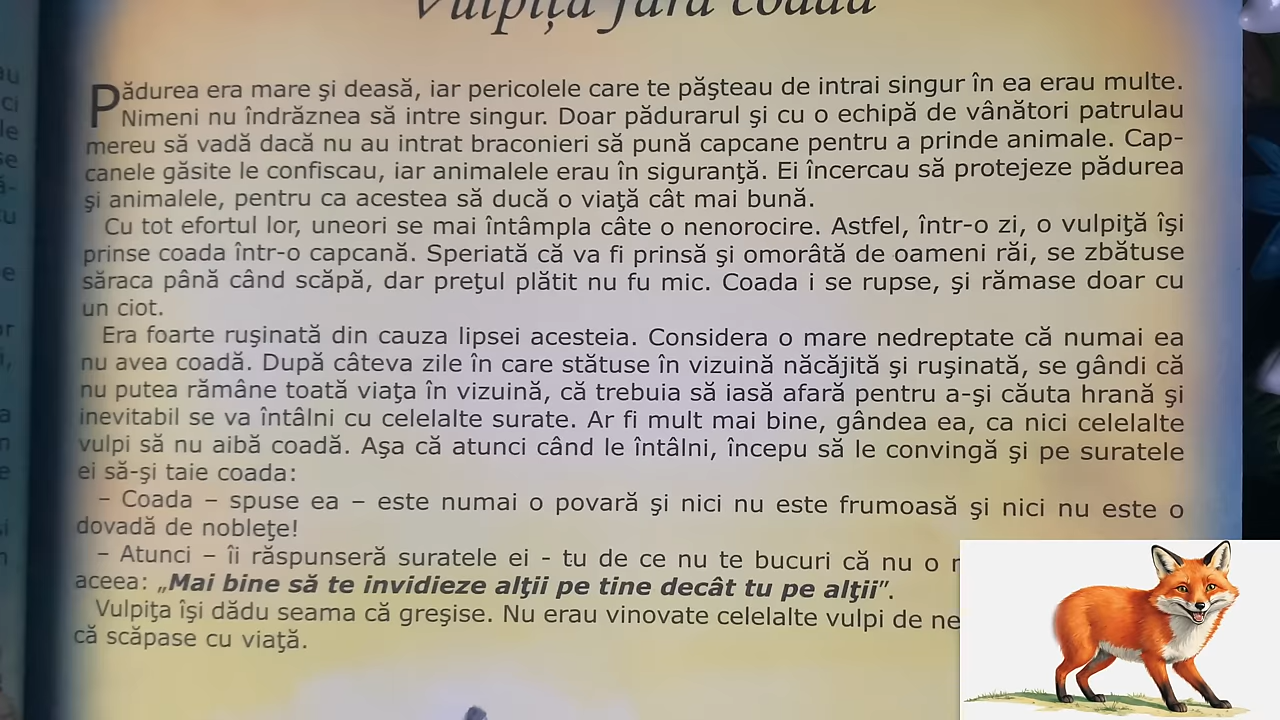 Vulpița fără coadă
Pădurea era mare şi deasă, iar pericolele care te păşteau de intrai singur în ea erau multe.
Nimeni nu îndrăznea să intre singur. Doar pădurarul şi cu o echipă de vânători patrulau
mereu să vadă dacă nu au intrat braconieri să pună capcane pentru a prinde animale. Cap-
canele găsite le confiscau, iar animalele erau în siguranţă. Ei încercau să protejeze pădurea
şi animalele, pentru ca acestea să ducă o viaţă cât mai bună.
Cu tot efortul lor, uneori se mai întâmpla câte o nenorocire. Astfel, într-o zi, o vulpiţă îşi
prinse coada într-o capcană. Speriată că va fi prinsă şi omorâtă de oameni răi, se zbătuse
săraca până când scăpă, dar preţul plătit nu fu mic. Coada i se rupse, şi rămase doar cu
un ciot.
Era foarte ruşinată din cauza lipsei acesteia. Considera o mare nedreptate că numai ea
nu avea coadă. După câteva zile în care stătuse în vizuină năcăjită şi ruşinată, se gândi că
nu putea rămâne toată viaţa în vizuină, că trebuia să iasă afară pentru a-şi căuta hrană şi
inevitabil se va întâlni cu celelalte surate. Ar fi mult mai bine, gândea ea, ca nici celelalte
vulpi să nu aibă coadă. Aşa că atunci când le întâlni, începu să le convingă şi pe suratele
ei să-şi taie coada:
– Coada – spuse ea – este numai o povară şi nici nu este frumoasă şi nici nu este o
dovadă de nobleţe!
– Atunci – îi răspunseră suratele ei - tu de ce nu te bucuri că nu o
aceea: „Mai bine să te invidieze alţii pe tine decât tu pe alţii”.
Vulpiţa îşi dădu seama că greşise. Nu erau vinovate celelalte vulpi de
că scăpase cu viaţă.